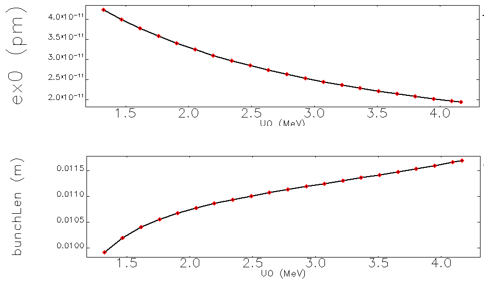 ex0 (pm)
4.0×10⁻¹¹
3.5×10⁻¹¹
3.0×10⁻¹¹
2.5×10⁻¹¹
2.0×10⁻¹¹
1.5 2.0 2.5 3.0 3.5 4.0
U0 (MeV)
bunchLen (m)
0.0115
0.0110
0.0105
0.0100
1.5 2.0 2.5 3.0 3.5 4.0
U0 (MeV)